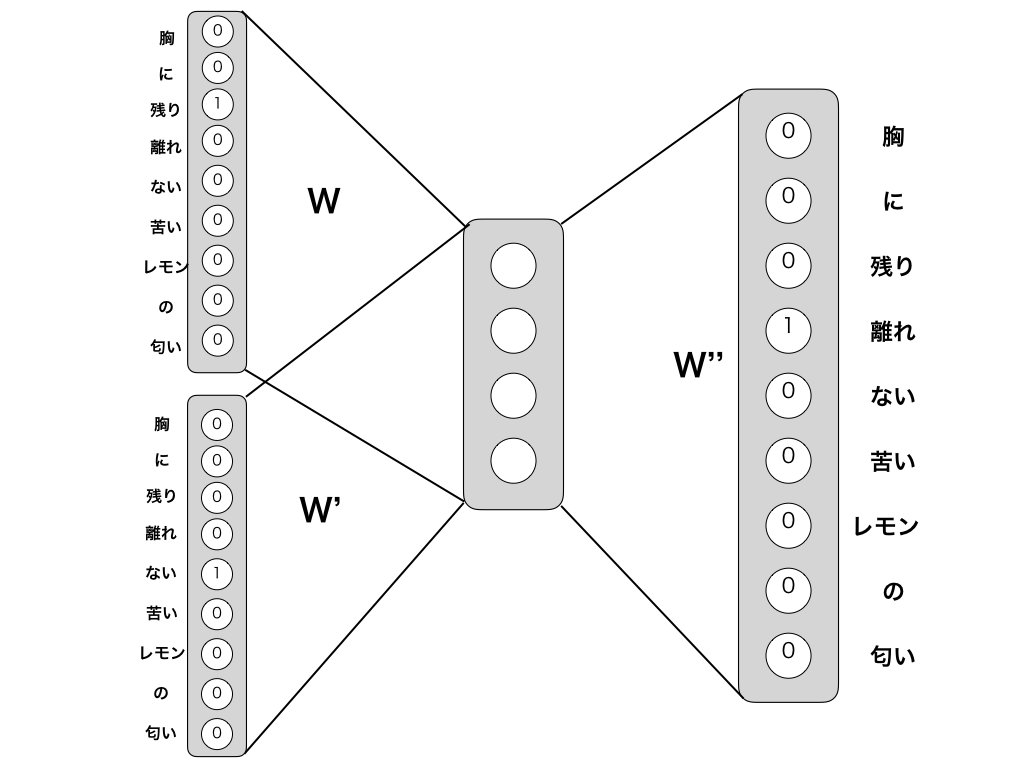 胸 0
に 0
残り 1
離れ 0
ない 0
苦い 0
レモン 0
の 0
匂い 0
W
胸 0
に 0
残り 0
離れ 0
ない 1
苦い 0
レモン 0
の 0
匂い 0
W’
W’’
0 胸
0 に
0 残り
1 離れ
0 ない
0 苦い
0 レモン
0 の
0 匂い